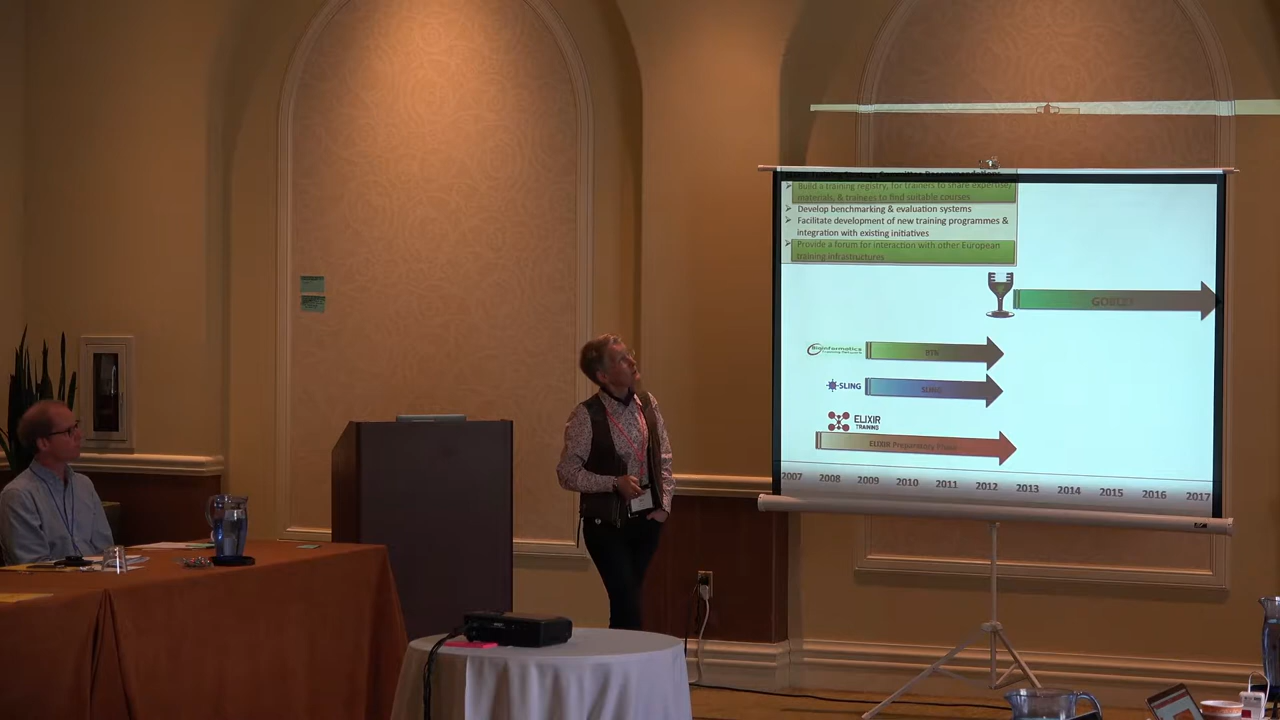 Build a training registry, for trainers to share expertise,
materials, & trainees to find suitable courses
Develop benchmarking & evaluation systems
Facilitate development of new training programmes &
integration with existing initiatives
Provide a forum for interaction with other European
training infrastructures
GOBLET
Bioinformatics
Training Network
BTN
SLING
SLING
ELIXIR
TRAINING
ELIXIR Preparatory Phase
2007 2008 2009 2010 2011 2012 2013 2014 2015 2016 2017